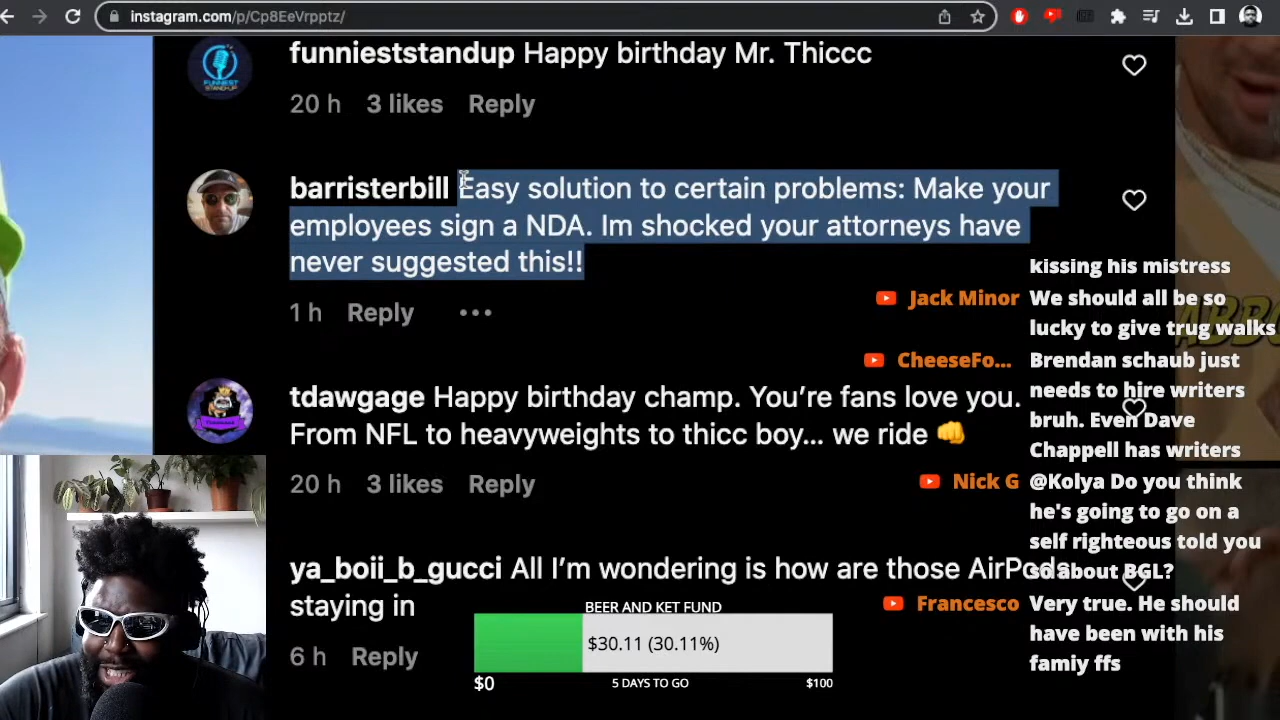 instagram.com/p/Cp8EeVrpptz/
funnieststandup Happy birthday Mr. Thiccc
20 h 3 likes Reply
barristerbill Easy solution to certain problems: Make your
employees sign a NDA. Im shocked your attorneys have
never suggested this!!
1 h Reply •••
tdawgage Happy birthday champ. You’re fans love you.
From NFL to heavyweights to thicc boy... we ride 👊
20 h 3 likes Reply
ya_boii_b_gucci All I’m wondering is how are those AirPods
staying in
6 h Reply
kissing his mistress
Jack Minor We should all be so
lucky to give trug walks
CheeseFo... Brendan schaub just
needs to hire writers
bruh. Even Dave
Chappell has writers
Nick G @Kolya Do you think
he's going to go on a
self righteous told you
so about BGL?
Francesco Very true. He should
have been with his
famiy ffs
BEER AND KET FUND
$30.11 (30.11%)
$0 5 DAYS TO GO $100